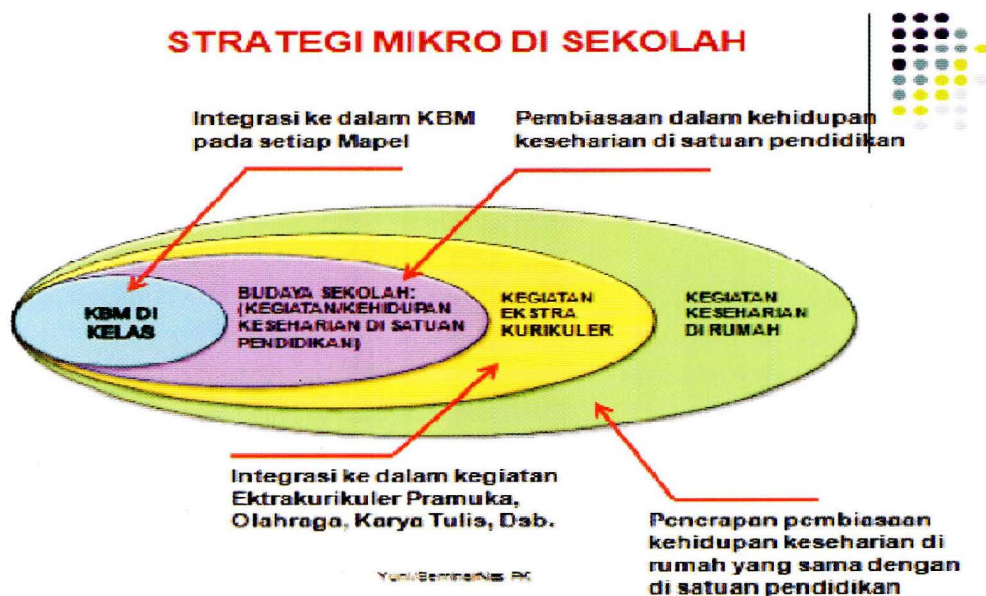 STRATEGI MIKRO DI SEKOLAH
Integrasi ke dalam KBM
pada setiap Mapel
Pembiasaan dalam kehidupan
keseharian di satuan pendidikan
KBM DI
KELAS
BUDAYA SEKOLAH:
(KEGIATAN/KEHIDUPAN
KESEHARIAN DI SATUAN
PENDIDIKAN)
KEGIATAN
EKSTRA
KURIKULER
KEGIATAN
KESEHARIAN
DI RUMAH
Integrasi ke dalam kegiatan
Ektrakurikuler Pramuka,
Olahraga, Karya Tulis, Dsb.
Penerapan pembiasaan
kehidupan keseharian di
rumah yang sama dengan
di satuan pendidikan